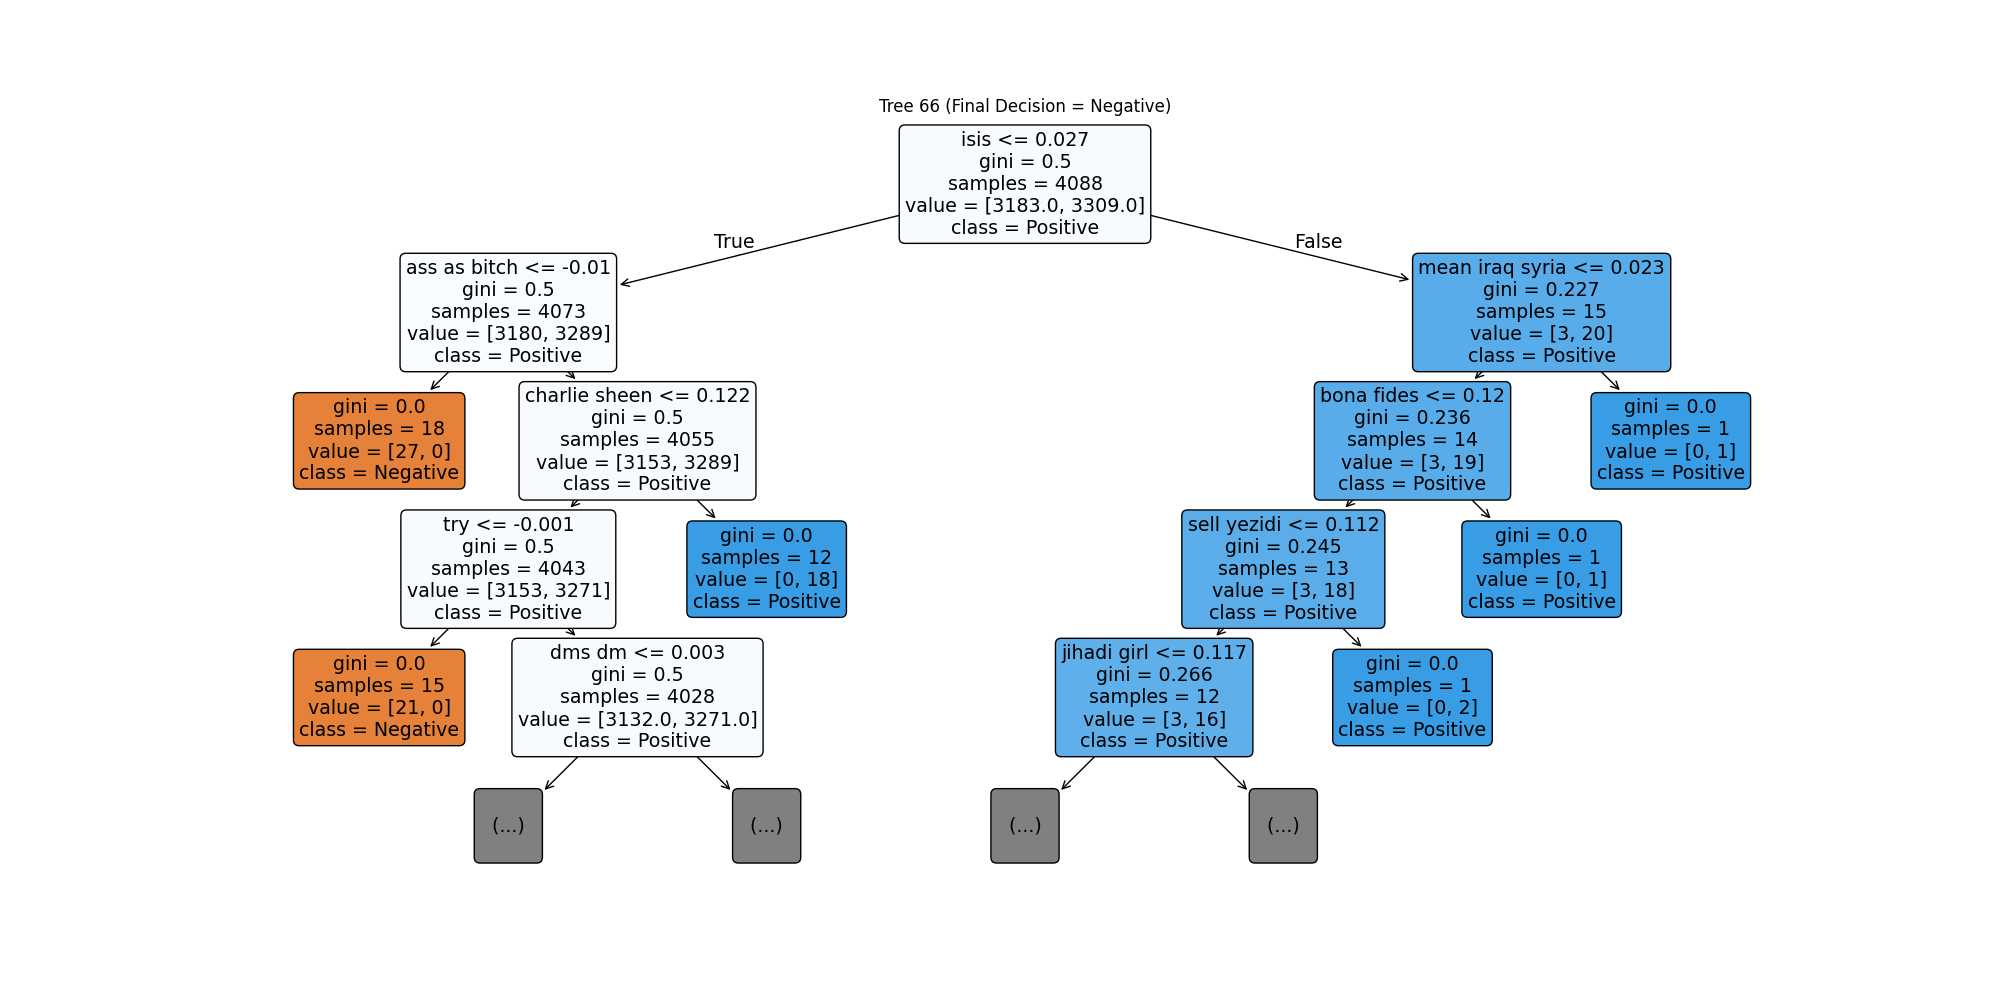 Tree 66 (Final Decision = Negative)
isis <= 0.027
gini = 0.5
samples = 4088
value = [3183.0, 3309.0]
class = Positive
True
False
ass as bitch <= -0.01
gini = 0.5
samples = 4073
value = [3180, 3289]
class = Positive
mean iraq syria <= 0.023
gini = 0.227
samples = 15
value = [3, 20]
class = Positive
gini = 0.0
samples = 18
value = [27, 0]
class = Negative
charlie sheen <= 0.122
gini = 0.5
samples = 4055
value = [3153, 3289]
class = Positive
bona fides <= 0.12
gini = 0.236
samples = 14
value = [3, 19]
class = Positive
gini = 0.0
samples = 1
value = [0, 1]
class = Positive
try <= -0.001
gini = 0.5
samples = 4043
value = [3153, 3271]
class = Positive
gini = 0.0
samples = 12
value = [0, 18]
class = Positive
sell yezidi <= 0.112
gini = 0.245
samples = 13
value = [3, 18]
class = Positive
gini = 0.0
samples = 1
value = [0, 1]
class = Positive
gini = 0.0
samples = 15
value = [21, 0]
class = Negative
dms dm <= 0.003
gini = 0.5
samples = 4028
value = [3132.0, 3271.0]
class = Positive
jihadi girl <= 0.117
gini = 0.266
samples = 12
value = [3, 16]
class = Positive
gini = 0.0
samples = 1
value = [0, 2]
class = Positive
(...)
(...)
(...)
(...)